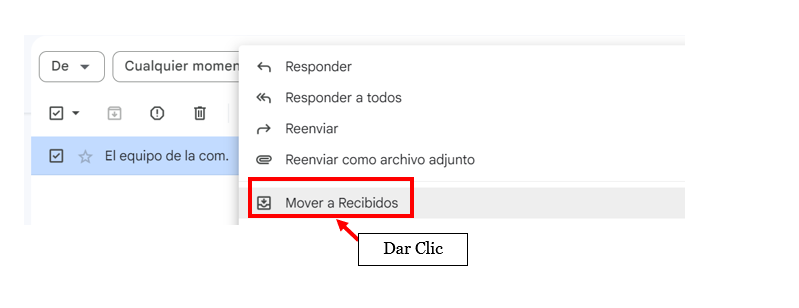 De
Cualquier momen
Responder
Responder a todos
Reenviar
Reenviar como archivo adjunto
El equipo de la com.
Mover a Recibidos
Dar Clic